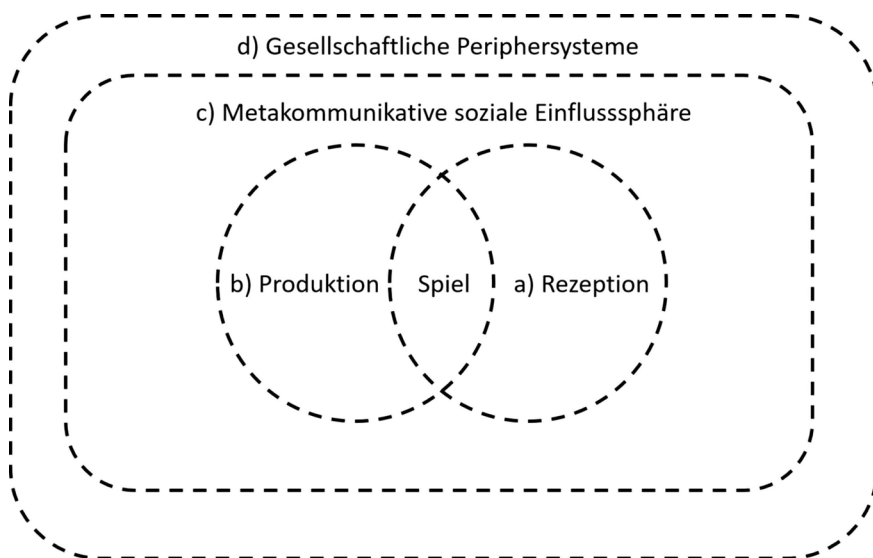 d) Gesellschaftliche Periphersysteme
c) Metakommunikative soziale Einflusssphäre
b) Produktion
Spiel
a) Rezeption